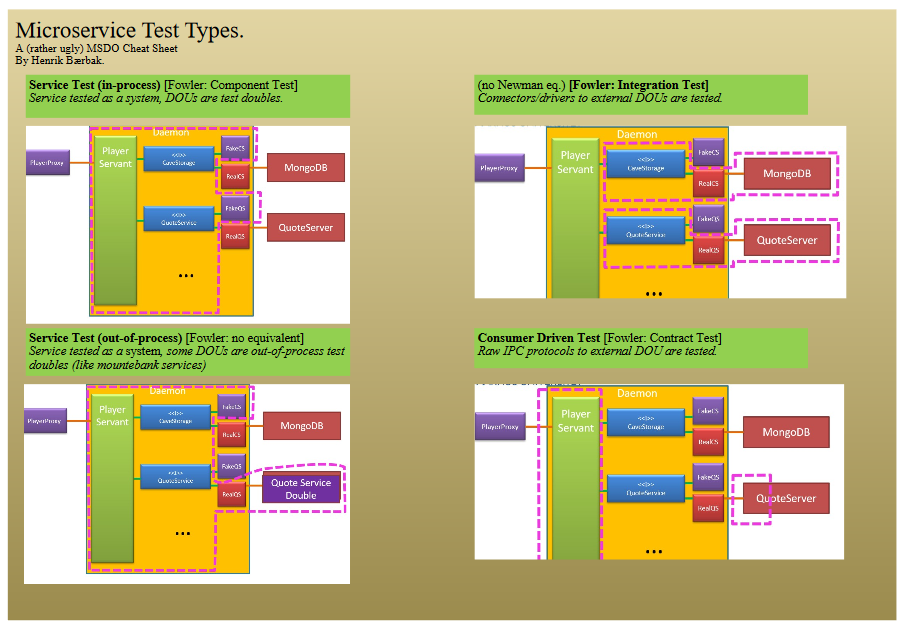 Microservice Test Types.
A (rather ugly) MSDO Cheat Sheet
By Henrik Bærbak.
Service Test (in-process) [Fowler: Component Test]
Service tested as a system, DOUs are test doubles.
Daemon
Player
Servant
PlayerProxy
<<I>>
CaveStorage
FakeCS
RealCS
MongoDB
<<I>>
QuoteService
FakeQS
RealQS
QuoteServer
...
(no Newman eq.) [Fowler: Integration Test]
Connectors/drivers to external DOUs are tested.
Daemon
Player
Servant
PlayerProxy
<<I>>
CaveStorage
FakeCS
RealCS
MongoDB
<<I>>
QuoteService
FakeQS
RealQS
QuoteServer
...
Service Test (out-of-process) [Fowler: no equivalent]
Service tested as a system, some DOUs are out-of-process test
doubles (like mountebank services)
Daemon
Player
Servant
PlayerProxy
<<I>>
CaveStorage
FakeCS
RealCS
MongoDB
<<I>>
QuoteService
FakeQS
RealQS
Quote Service
Double
...
Consumer Driven Test [Fowler: Contract Test]
Raw IPC protocols to external DOU are tested.
Daemon
Player
Servant
PlayerProxy
<<I>>
CaveStorage
FakeCS
RealCS
MongoDB
<<I>>
QuoteService
FakeQS
RealQS
QuoteServer
...